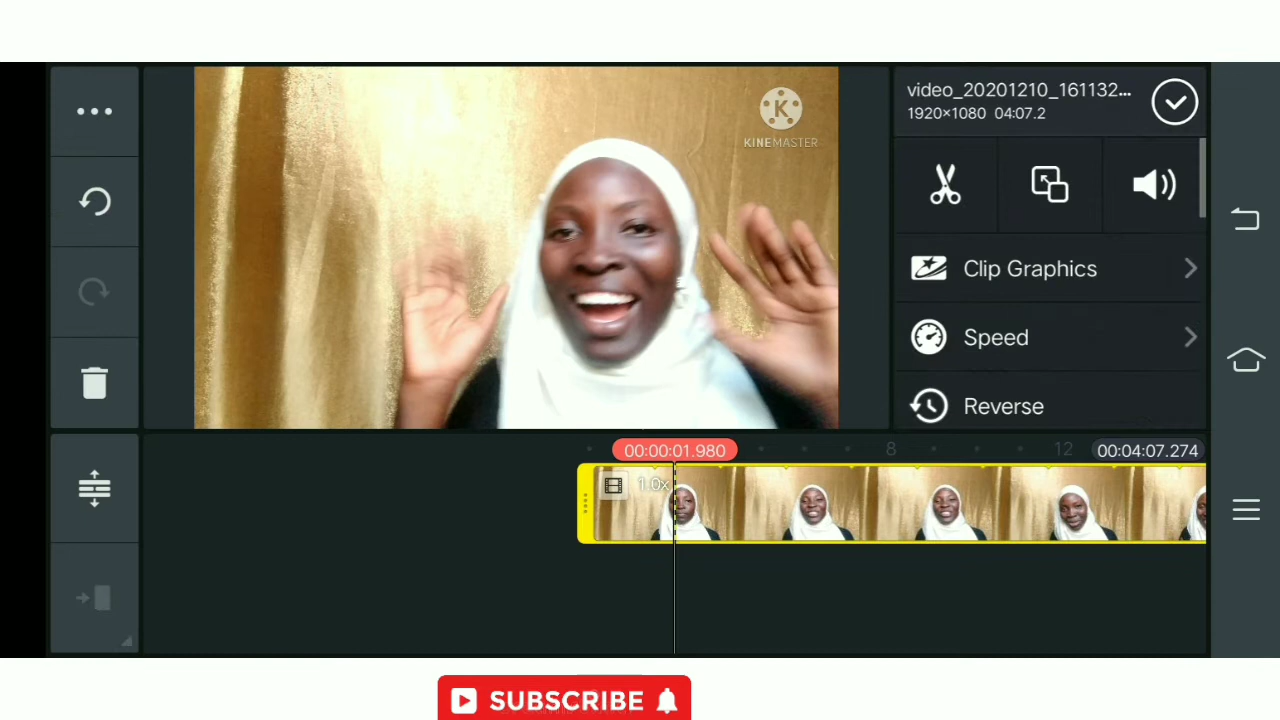 video_20201210_161132...
1920×1080 04:07.2
KINEMASTER
Clip Graphics
Speed
Reverse
00:00:01.980
8
12
00:04:07.274
1.0x
SUBSCRIBE